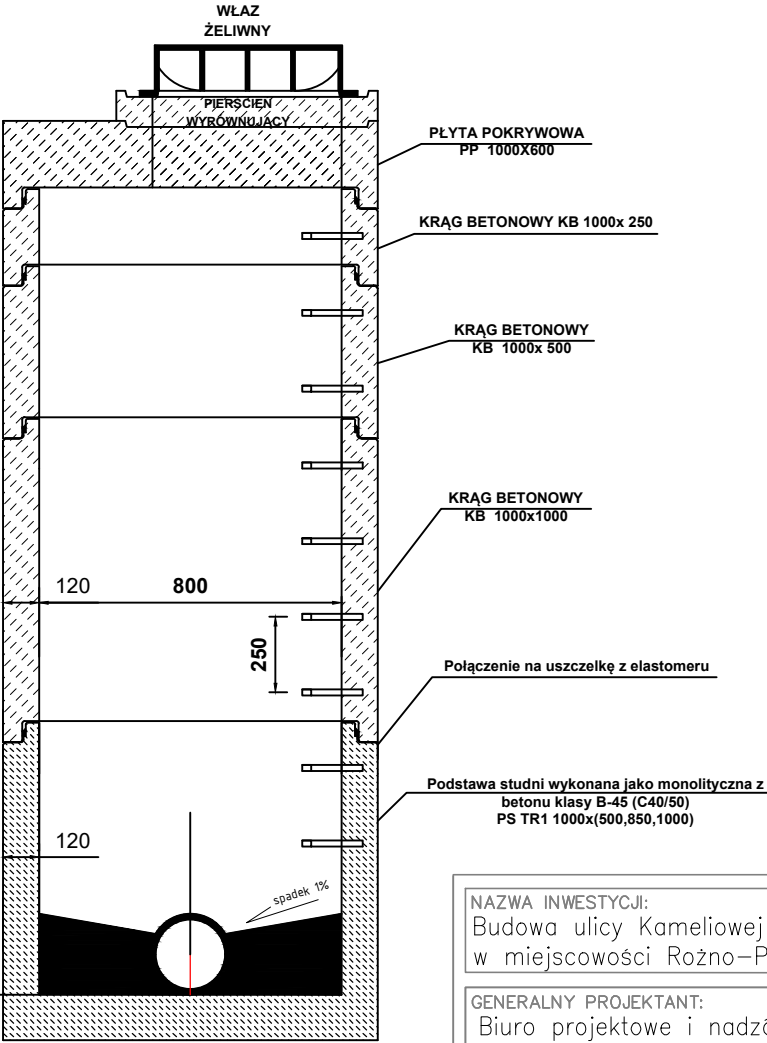 WŁAZ
ŻELIWNY
PIERSCIEN
WYRÓWNUJĄCY
PŁYTA POKRYWOWA
PP 1000X600
KRĄG BETONOWY KB 1000x 250
KRĄG BETONOWY
KB 1000x 500
KRĄG BETONOWY
KB 1000x1000
120
800
250
Połączenie na uszczelkę z elastomeru
Podstawa studni wykonana jako monolityczna z
betonu klasy B-45 (C40/50)
PS TR1 1000x(500,850,1000)
120
spadek 1%
NAZWA INWESTYCJI:
Budowa ulicy Kameliowej
w miejscowości Rożno-P
GENERALNY PROJEKTANT:
Biuro projektowe i nadzó